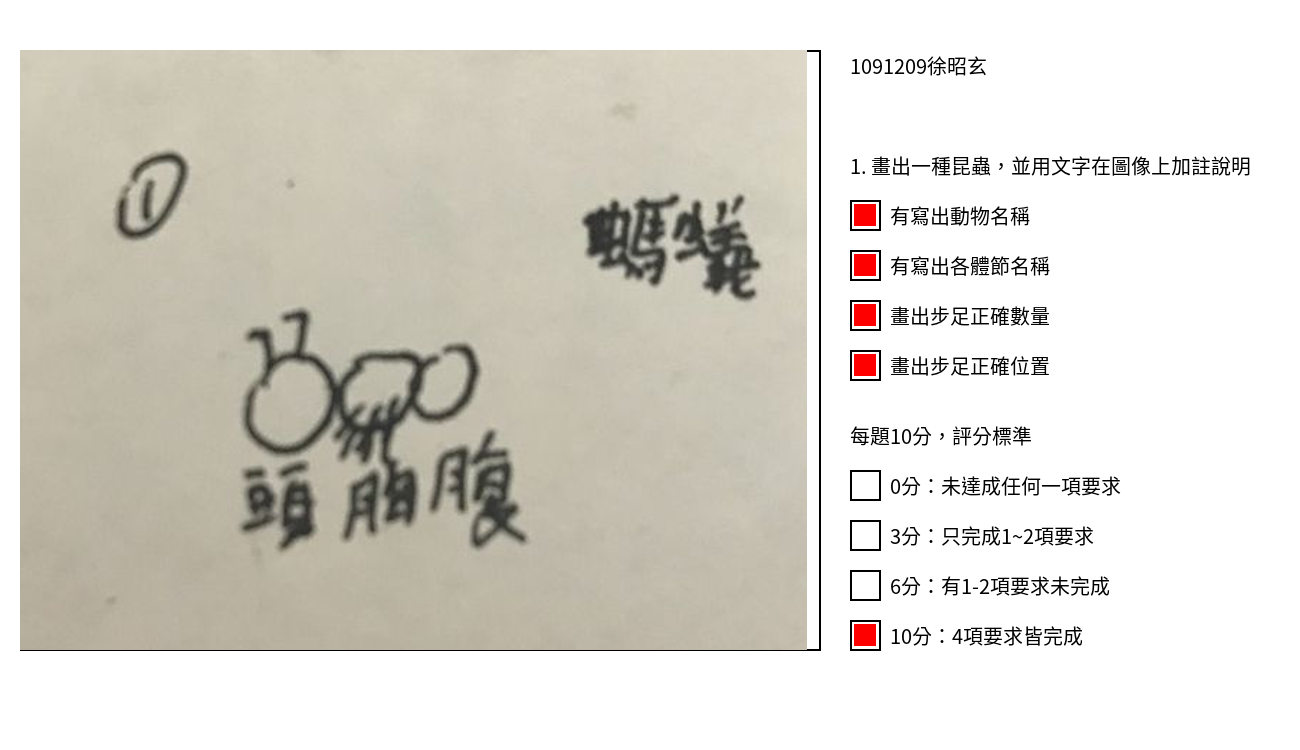 ①
螞蟻
頭 胸 腹
1091209徐昭玄
1. 畫出一種昆蟲，並用文字在圖像上加註說明
有寫出動物名稱
有寫出各體節名稱
畫出步足正確數量
畫出步足正確位置
每題10分，評分標準
0分：未達成任何一項要求
3分：只完成1~2項要求
6分：有1-2項要求未完成
10分：4項要求皆完成